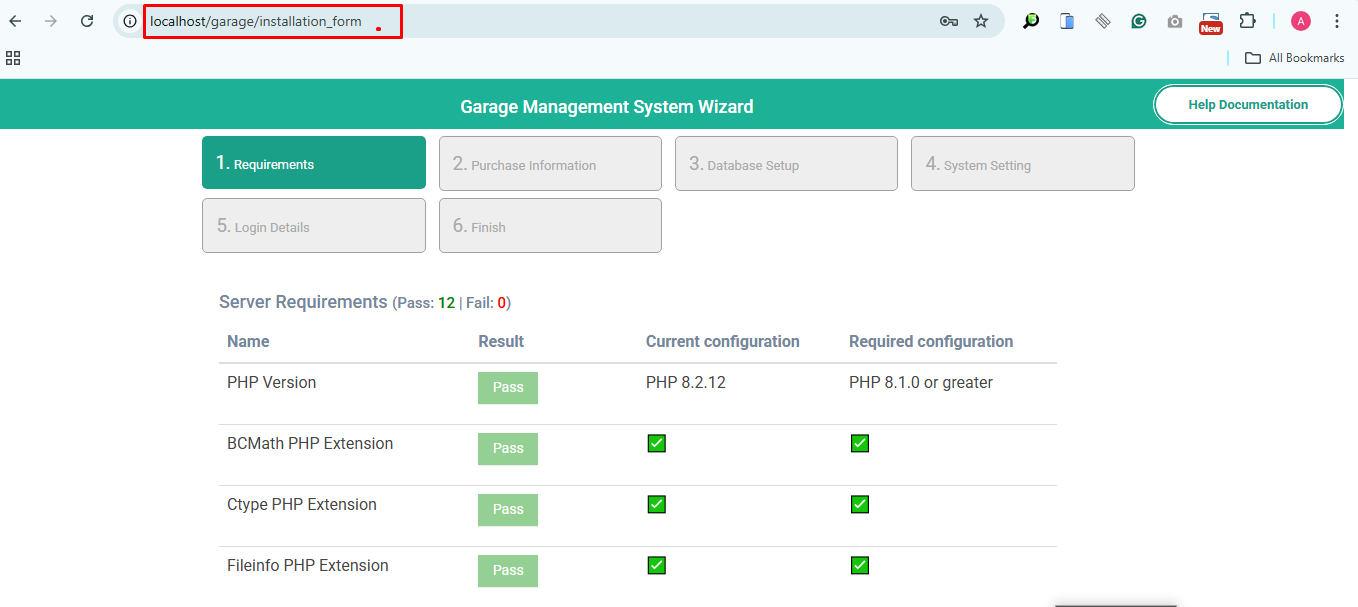 localhost/garage/installation_form
New
A
All Bookmarks
Garage Management System Wizard
Help Documentation
1. Requirements
2. Purchase Information
3. Database Setup
4. System Setting
5. Login Details
6. Finish
Server Requirements (Pass: 12 | Fail: 0)
Name Result Current configuration Required configuration
PHP Version Pass PHP 8.2.12 PHP 8.1.0 or greater
BCMath PHP Extension Pass
Ctype PHP Extension Pass
Fileinfo PHP Extension Pass